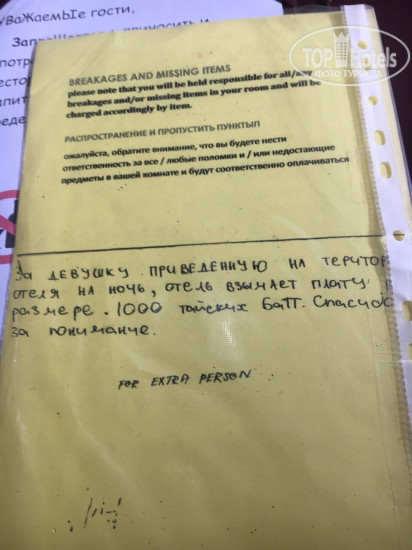 УВаЖаемЫе гости.
TOP Hotels
ФОТО ТУРИСТА
BREAKAGES AND MISSING ITEMS
please note that you will be held responsible for all/any
breakages and/or missing items in your room and will be
charged accordingly by item.
РАСПРОСТРАНЕНИЕ И ПРОПУСТИТЬ ПУНКТЫП
ожалуйста, обратите внимание, что вы будете нести
ответственность за все / любые поломки и / или недостающие
предметы в вашей комнате и будут соответственно оплачиваться
За ДЕВУШКУ ПРИВЕДЕННУЮ НА ТЕРИТОР
ОТЕЛЯ НА НОЧЬ, ОТЕЛЬ ВЗЫМАЕТ ПЛАТУ
РАЗМЕРЕ. 1000 ТАЙСКИХ БАТТ. СПАСИБО
ЗА ПОНИМАНИЕ.
FOR EXTRA PERSON